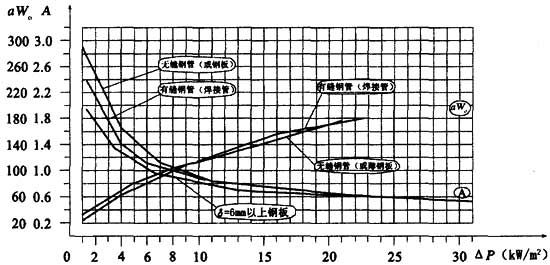 aW₀ A
300 3.0
260 2.6
220 2.2
180 1.8
140 1.4
100 1.0
60 0.6
20 0.2
无缝钢管（或钢板）
有缝钢管（焊接管）
有缝钢管（焊接管）
aW₀
无缝钢管（或薄钢板）
A
δ=6mm以上钢板
0 2 4 6 8 10 15 20 25 30 ΔP（kW/m²）